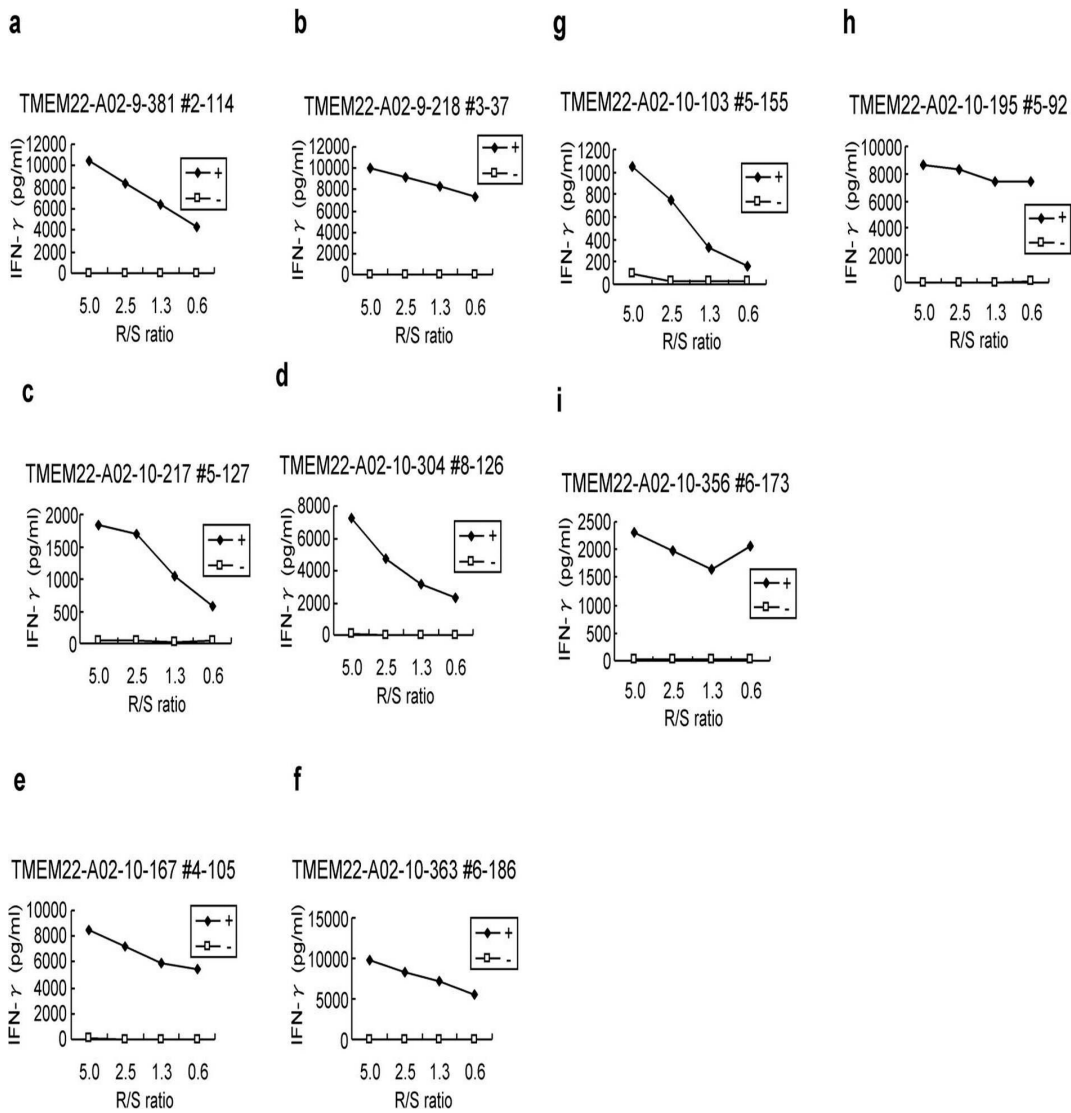 a
TMEM22-A02-9-381 #2-114
IFN-γ (pg/ml)
12000
10000
8000
6000
4000
2000
0
+
-
5.0 2.5 1.3 0.6
R/S ratio
b
TMEM22-A02-9-218 #3-37
IFN-γ (pg/ml)
12000
10000
8000
6000
4000
2000
0
+
-
5.0 2.5 1.3 0.6
R/S ratio
g
TMEM22-A02-10-103 #5-155
IFN-γ (pg/ml)
1200
1000
800
600
400
200
0
+
-
5.0 2.5 1.3 0.6
R/S ratio
h
TMEM22-A02-10-195 #5-92
IFN-γ (pg/ml)
10000
8000
6000
4000
2000
0
+
-
5.0 2.5 1.3 0.6
R/S ratio
c
TMEM22-A02-10-217 #5-127
IFN-γ (pg/ml)
2000
1500
1000
500
0
+
-
5.0 2.5 1.3 0.6
R/S ratio
d
TMEM22-A02-10-304 #8-126
IFN-γ (pg/ml)
8000
6000
4000
2000
0
+
-
5.0 2.5 1.3 0.6
R/S ratio
i
TMEM22-A02-10-356 #6-173
IFN-γ (pg/ml)
2500
2000
1500
1000
500
0
+
-
5.0 2.5 1.3 0.6
R/S ratio
e
TMEM22-A02-10-167 #4-105
IFN-γ (pg/ml)
10000
8000
6000
4000
2000
0
+
-
5.0 2.5 1.3 0.6
R/S ratio
f
TMEM22-A02-10-363 #6-186
IFN-γ (pg/ml)
15000
10000
5000
0
+
-
5.0 2.5 1.3 0.6
R/S ratio